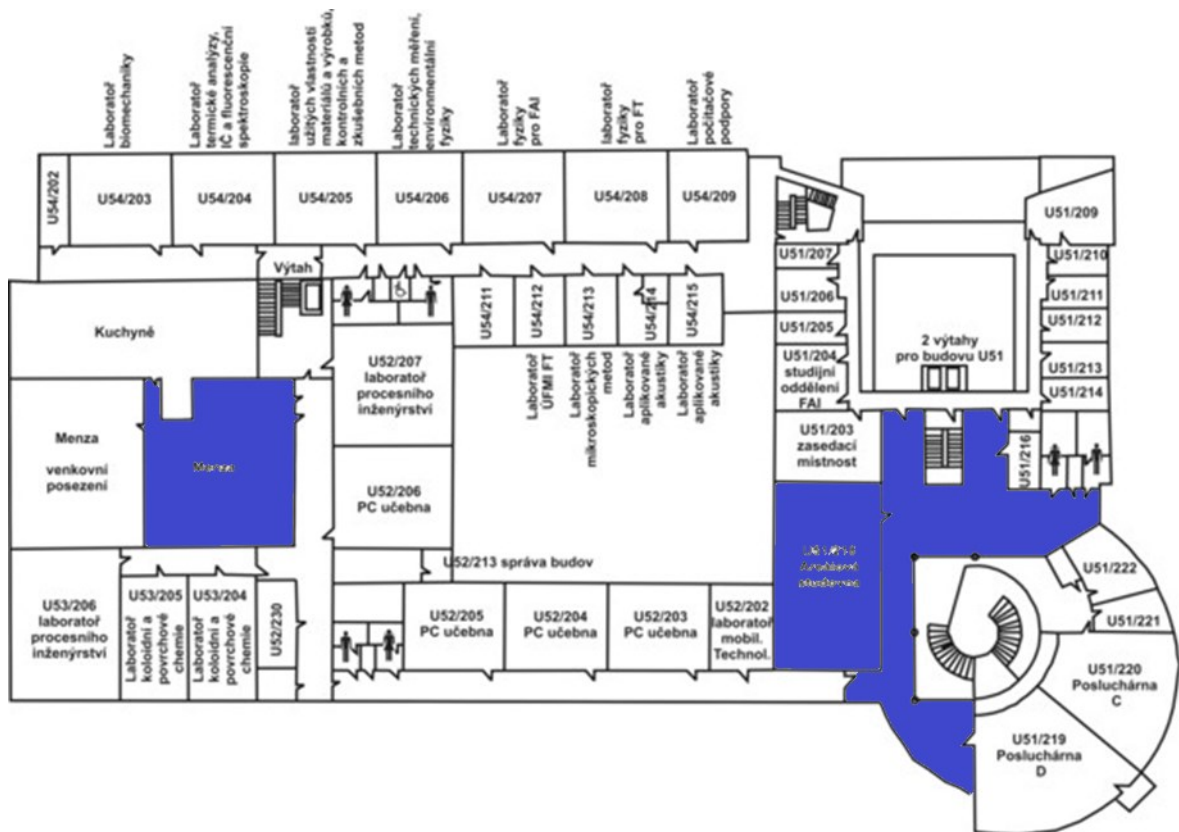 Laboratoř
biomechaniky
Laboratoř
termické analýzy,
IČ a fluorescenční
spektroskopie
laboratoř
užitých vlastností
materiálů a výrobků,
kontrolních a
zkušebních metod
Laboratoř
technických měření,
environmentální
fyziky
Laboratoř
fyziky
pro FAI
laboratoř
fyziky
pro FT
Laboratoř
počítačové
podpory
U54/202
U54/203
U54/204
U54/205
U54/206
U54/207
U54/208
U54/209
U51/209
U51/207
U51/210
Výtah
U51/206
U51/211
U54/211
U54/212
U54/213
U54/214
U54/215
Kuchyně
U51/205
U51/212
2 výtahy
pro budovu U51
U52/207
laboratoř
procesního
inženýrství
Laboratoř
ÚFMI FT
Laboratoř
mikroskopických
metod
Laboratoř
aplikované
akustiky
Laboratoř
aplikované
akustiky
U51/204
studijní
oddělení
FAI
U51/213
U51/214
Menza
venkovní
posezení
Menza
U51/203
zasedací
místnost
U51/216
U52/206
PC učebna
U52/213 správa budov
U51/222
U53/206
laboratoř
procesního
inženýrství
U53/205
Laboratoř
koloidní a
povrchové
chemie
U53/204
Laboratoř
koloidní a
povrchové
chemie
U52/230
U52/205
PC učebna
U52/204
PC učebna
U52/203
PC učebna
U52/202
laboratoř
mobil.
Technol.
studovna
U51/221
U51/220
Posluchárna
C
U51/219
Posluchárna
D